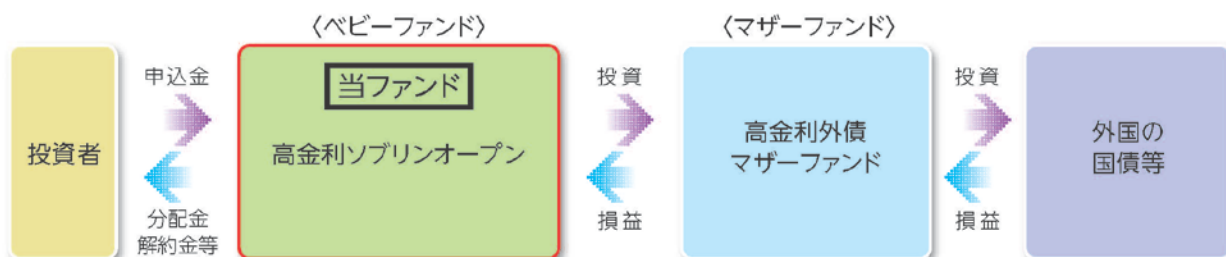 〈ベビーファンド〉
〈マザーファンド〉
投資者
申込金
分配金
解約金等
当ファンド
高金利ソブリンオープン
投資
損益
高金利外債
マザーファンド
投資
損益
外国の
国債等